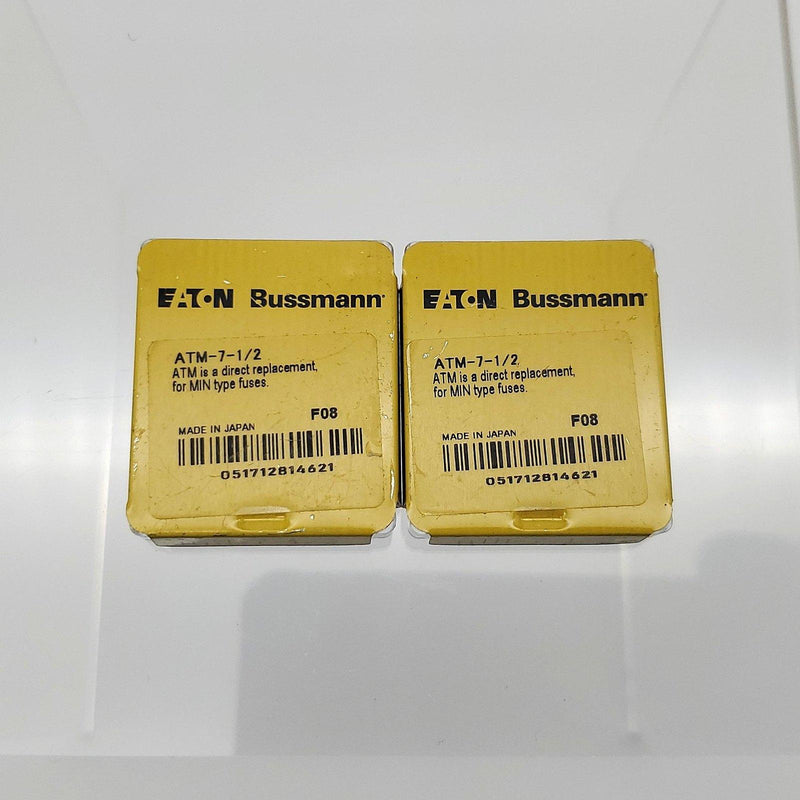 EATON Bussmann
ATM-7-1/2
ATM is a direct replacement,
for MIN type fuses.
F08
MADE IN JAPAN
051712814621
EATON Bussmann
ATM-7-1/2
ATM is a direct replacement,
for MIN type fuses.
F08
MADE IN JAPAN
051712814621